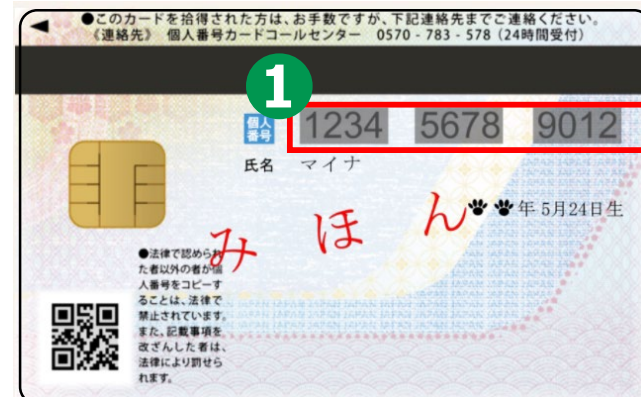 ●このカードを拾得された方は、お手数ですが、下記連絡先までご連絡ください。
《連絡先》 個人番号カードコールセンター 0570-783-578(24時間受付)
1
個人
番号
1234 5678 9012
氏名 マイナ
年 5月24日生
みほん
●法律で認められ
た者以外の者が個
人番号をコピーす
ることは、法律で
禁止されています。
また、記載事項を
改ざんした者は、
法律により罰せら
れます。